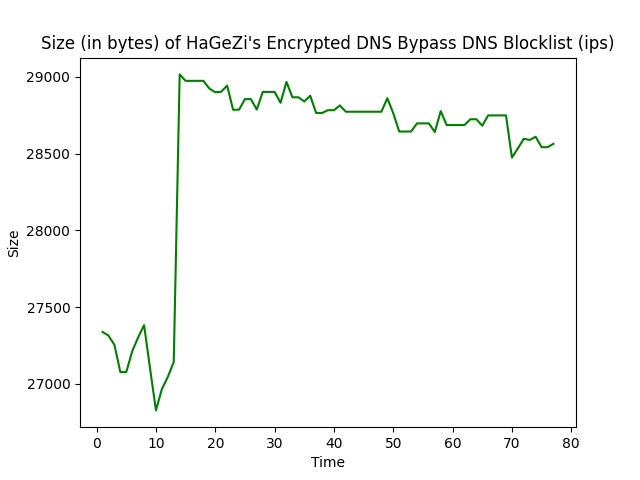 Size (in bytes) of HaGeZi's Encrypted DNS Bypass DNS Blocklist (ips)
29000
28500
28000
27500
27000
Size
0 10 20 30 40 50 60 70 80
Time